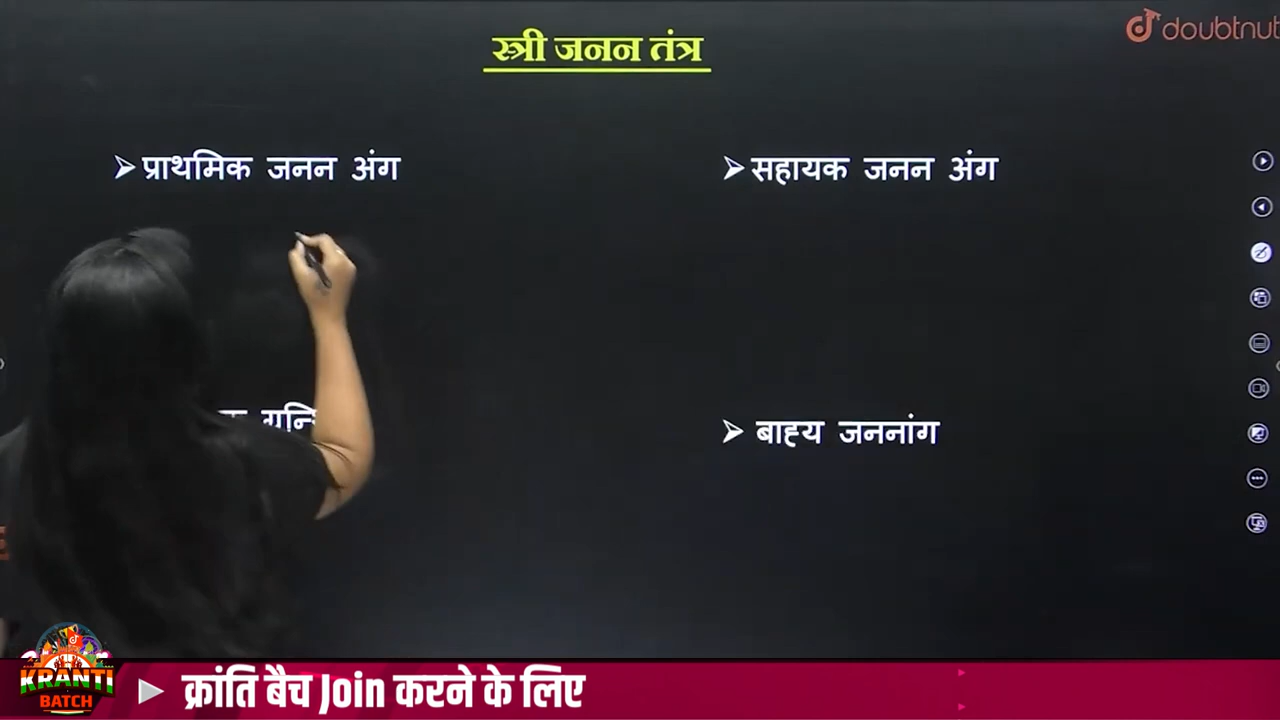 स्त्री जनन तंत्र
doubtnut
➢ प्राथमिक जनन अंग
➢ सहायक जनन अंग
➢ बाह्य जननांग
KRANTI
BATCH
क्रांति बैच Join करने के लिए